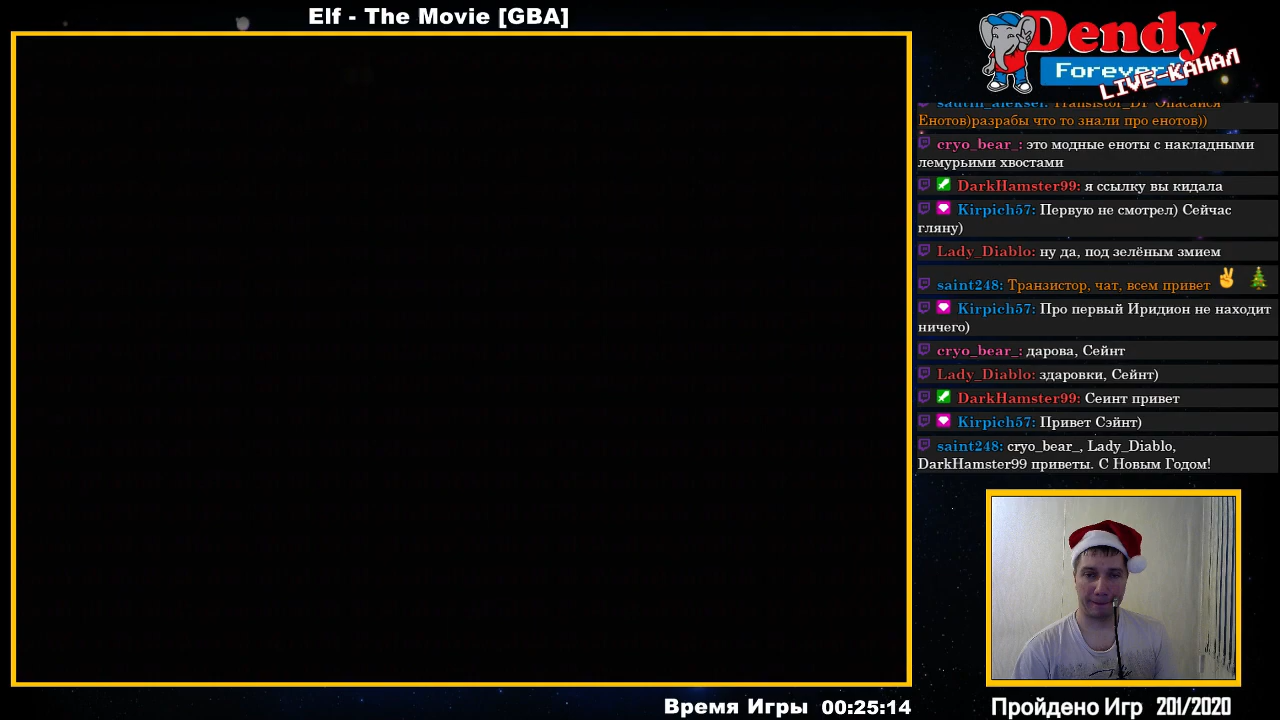 Elf - The Movie [GBA]
Dendy
Forever!
LIVE-КАНАЛ
Transistor_DF Опасайся
Енотов)разрабы что то знали про енотов))
cryo_bear_: это модные еноты с накладными
лемурьими хвостами
DarkHamster99: я ссылку вы кидала
Kirpich57: Первую не смотрел) Сейчас
гляну)
Lady_Diablo: ну да, под зелёным змием
saint248: Транзистор, чат, всем привет
Kirpich57: Про первый Иридион не находит
ничего)
cryo_bear_: дарова, Сейнт
Lady_Diablo: здаровки, Сейнт)
DarkHamster99: Сеинт привет
Kirpich57: Привет Сэйнт)
saint248: cryo_bear_, Lady_Diablo,
DarkHamster99 приветы. С Новым Годом!
Время Игры 00:25:14
Пройдено Игр 201/2020